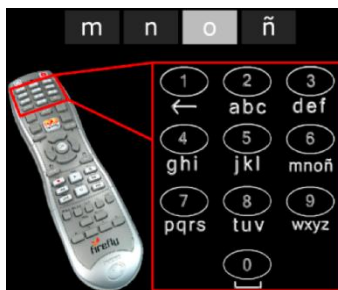 m n o ñ
1 2 3
← abc def
4 5 6
ghi jkl mnoñ
7 8 9
pqrs tuv wxyz
0
firefly